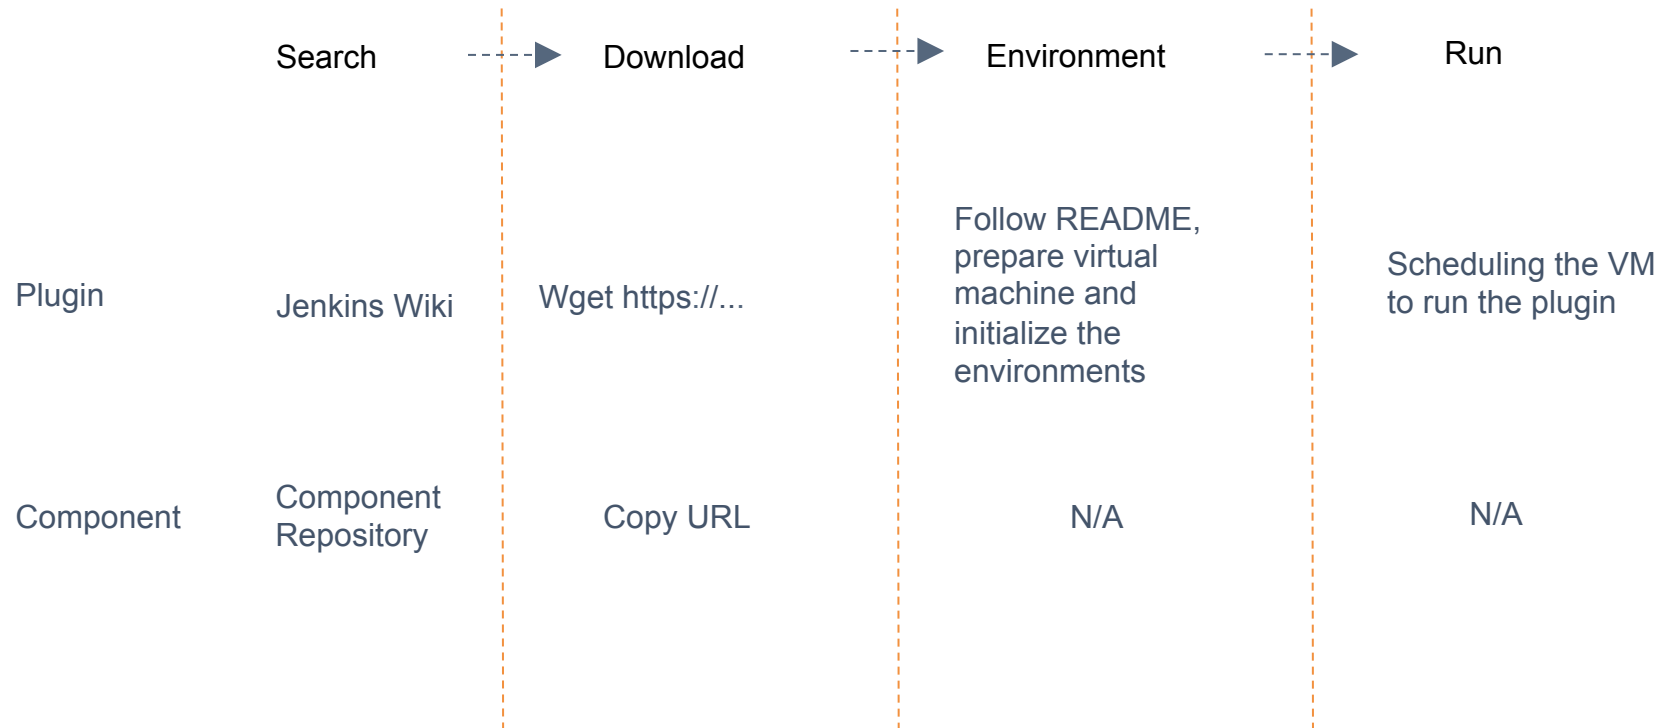 Search
Download
Environment
Run
Plugin
Jenkins Wiki
Wget https://...
Follow README,
prepare virtual
machine and
initialize the
environments
Scheduling the VM
to run the plugin
Component
Component
Repository
Copy URL
N/A
N/A